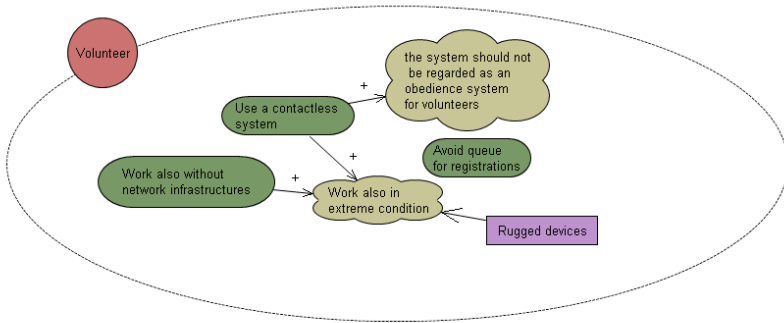 Volunteer
the system should not
be regarded as an
obedience system
for volunteers
+
Use a contactless
system
Avoid queue
for registrations
+
Work also without
network infrastructures
+
Work also in
extreme condition
Rugged devices